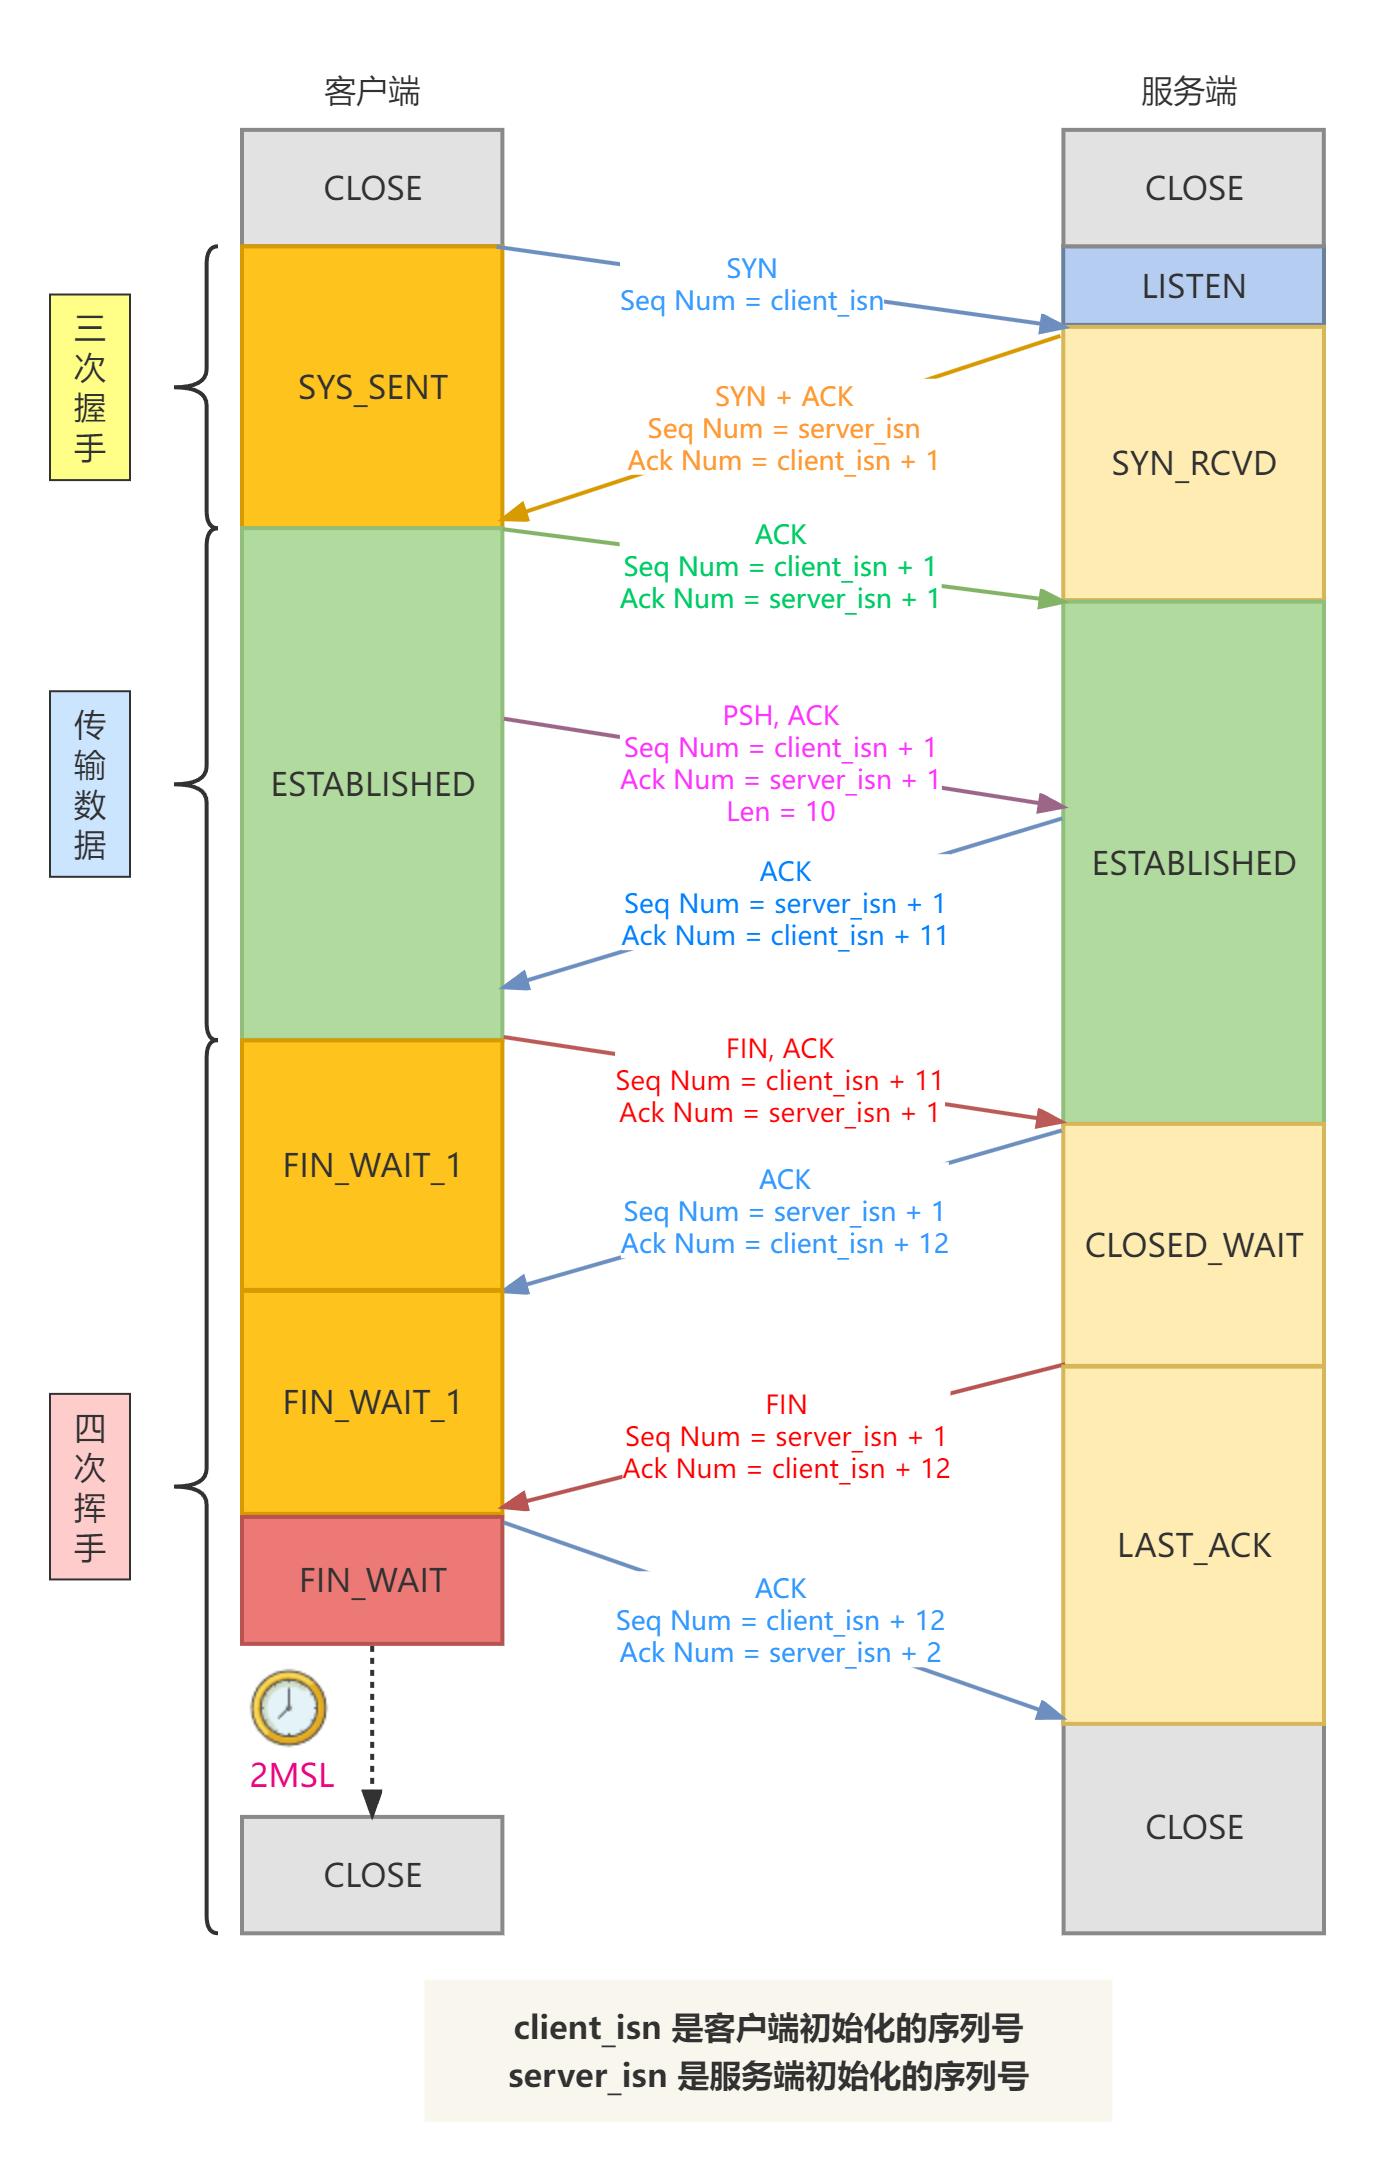 客户端
服务端
CLOSE
CLOSE
三次握手
SYS_SENT
SYN
Seq Num = client_isn
LISTEN
SYN + ACK
Seq Num = server_isn
Ack Num = client_isn + 1
SYN_RCVD
ACK
Seq Num = client_isn + 1
Ack Num = server_isn + 1
传输数据
ESTABLISHED
PSH, ACK
Seq Num = client_isn + 1
Ack Num = server_isn + 1
Len = 10
ESTABLISHED
ACK
Seq Num = server_isn + 1
Ack Num = client_isn + 11
四次挥手
FIN_WAIT_1
FIN, ACK
Seq Num = client_isn + 11
Ack Num = server_isn + 1
ACK
Seq Num = server_isn + 1
Ack Num = client_isn + 12
CLOSED_WAIT
FIN_WAIT_1
FIN
Seq Num = server_isn + 1
Ack Num = client_isn + 12
LAST_ACK
FIN_WAIT
ACK
Seq Num = client_isn + 12
Ack Num = server_isn + 2
2MSL
CLOSE
CLOSE
client_isn 是客户端初始化的序列号
server_isn 是服务端初始化的序列号